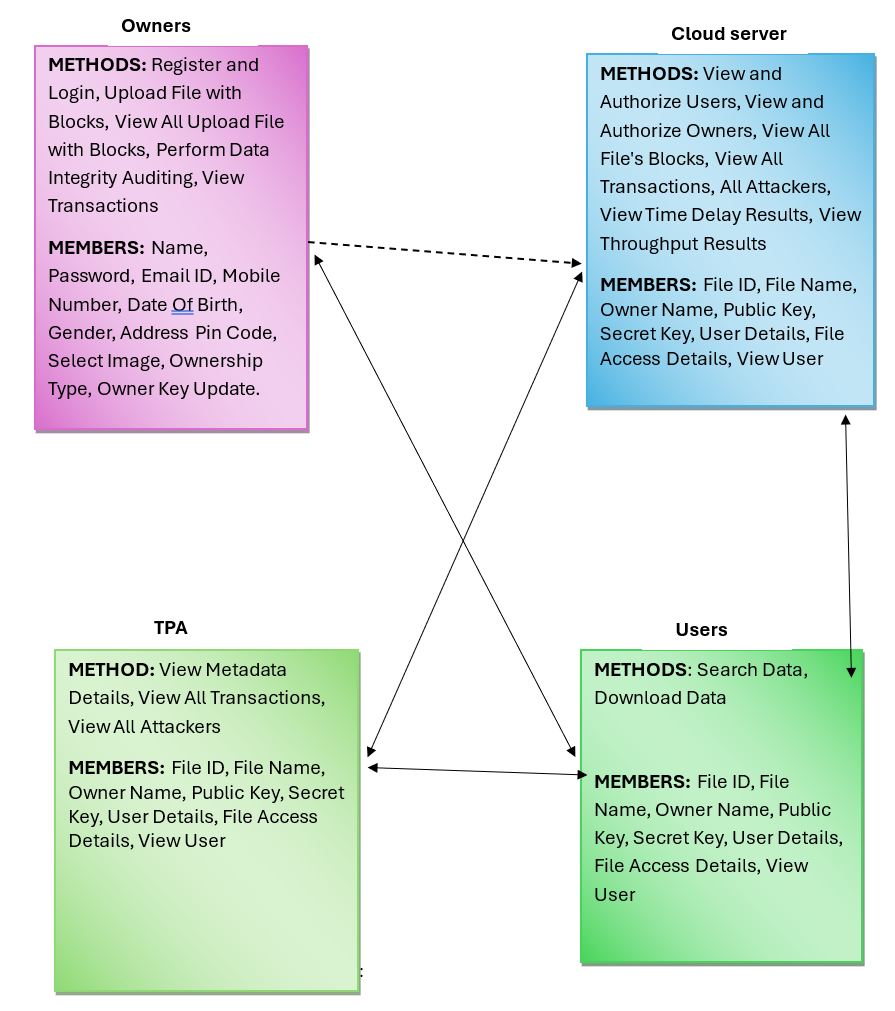 Owners
METHODS: Register and
Login, Upload File with
Blocks, View All Upload File
with Blocks, Perform Data
Integrity Auditing, View
Transactions
MEMBERS: Name,
Password, Email ID, Mobile
Number, Date Of Birth,
Gender, Address Pin Code,
Select Image, Ownership
Type, Owner Key Update.
Cloud server
METHODS: View and
Authorize Users, View and
Authorize Owners, View All
File's Blocks, View All
Transactions, All Attackers,
View Time Delay Results, View
Throughput Results
MEMBERS: File ID, File Name,
Owner Name, Public Key,
Secret Key, User Details, File
Access Details, View User
TPA
METHOD: View Metadata
Details, View All Transactions,
View All Attackers
MEMBERS: File ID, File Name,
Owner Name, Public Key, Secret
Key, User Details, File Access
Details, View User
:
Users
METHODS: Search Data,
Download Data
MEMBERS: File ID, File
Name, Owner Name, Public
Key, Secret Key, User Details,
File Access Details, View
User